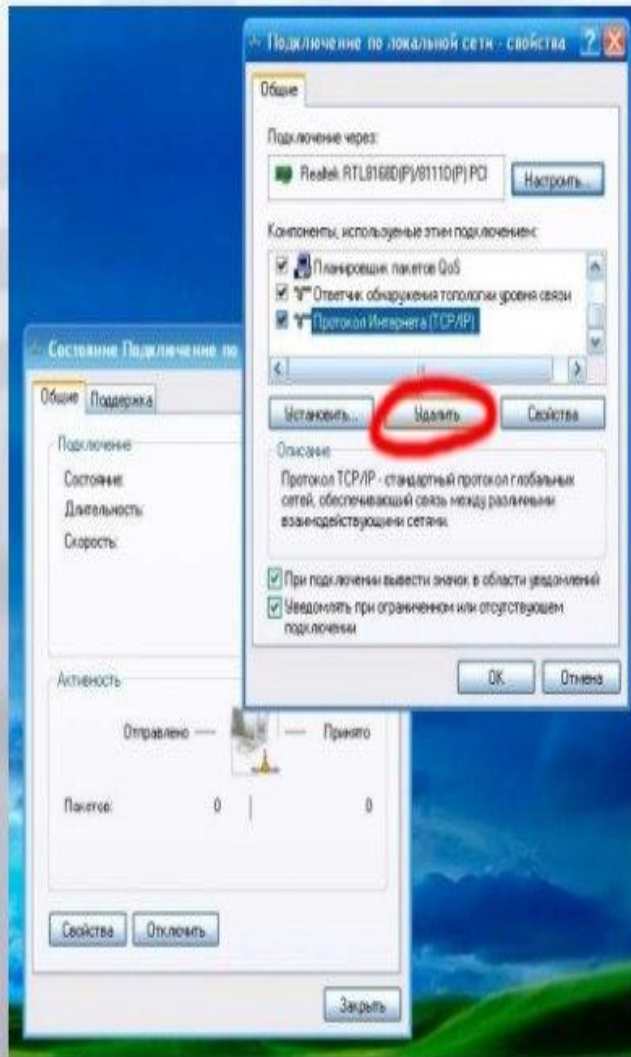 Подключение по локальной сети - свойства
Общие
Подключение через:
Realtek RTL8168D(P)/8111D(P) PCI
Настроить...
Компоненты, используемые этим подключением:
Планировщик пакетов QoS
Ответчик обнаружения топологии уровня связи
Протокол Интернета (TCP/IP)
Установить...
Удалить
Свойства
Описание
Протокол TCP/IP - стандартный протокол глобальных
сетей, обеспечивающий связь между различными
взаимодействующими сетями.
При подключении вывести значок в области уведомлений
Уведомлять при ограниченном или отсутствующем
подключении
OK
Отмена
Состояние Подключение по
Общие
Поддержка
Подключение
Состояние:
Длительность:
Скорость:
Активность
Отправлено
Принято
Пакетов:
0
0
Свойства
Отключить
Закрыть